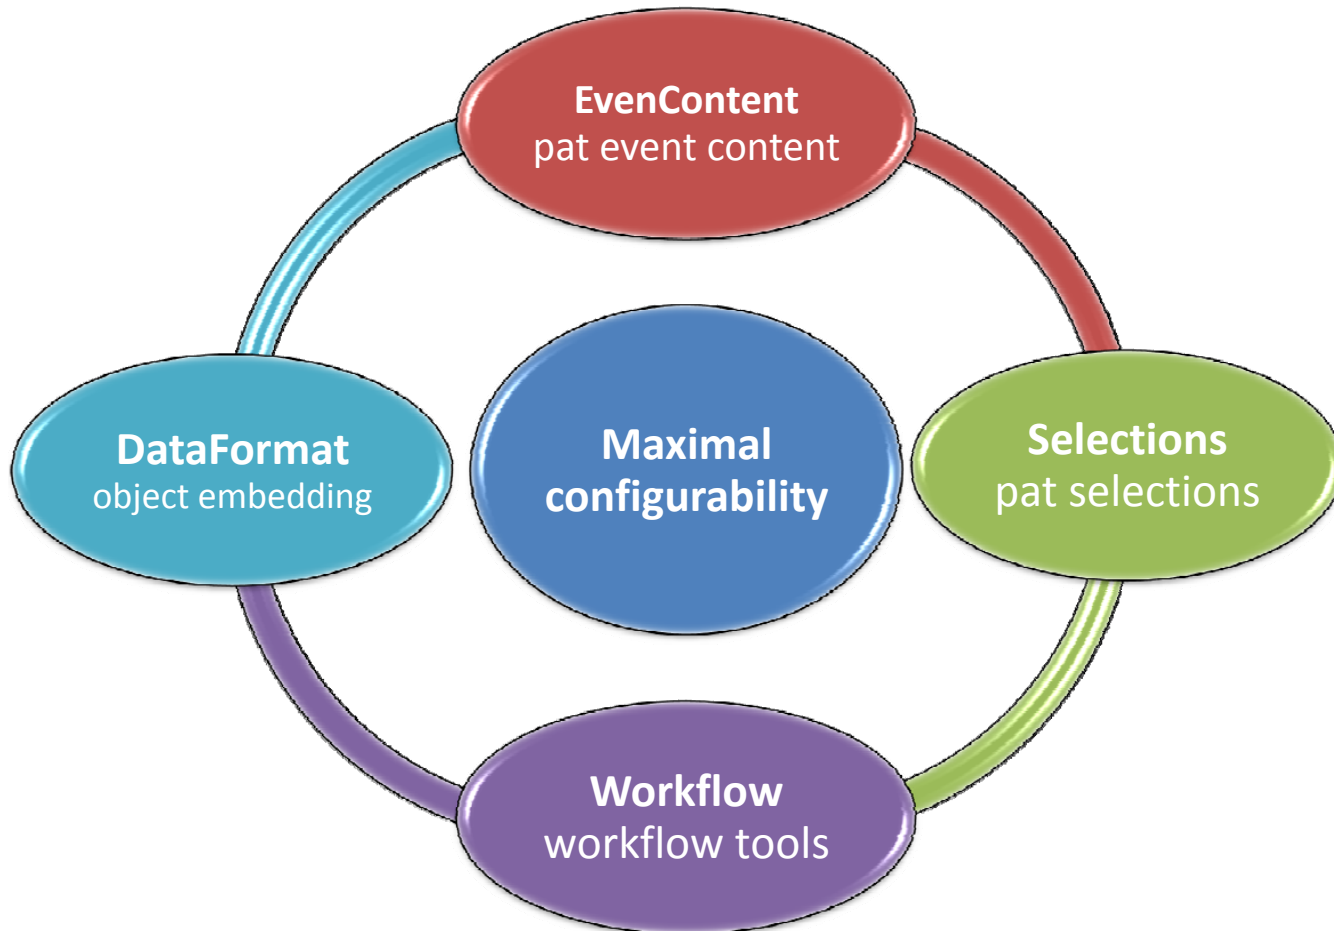 EvenContent
pat event content
DataFormat
object embedding
Maximal
configurability
Selections
pat selections
Workflow
workflow tools